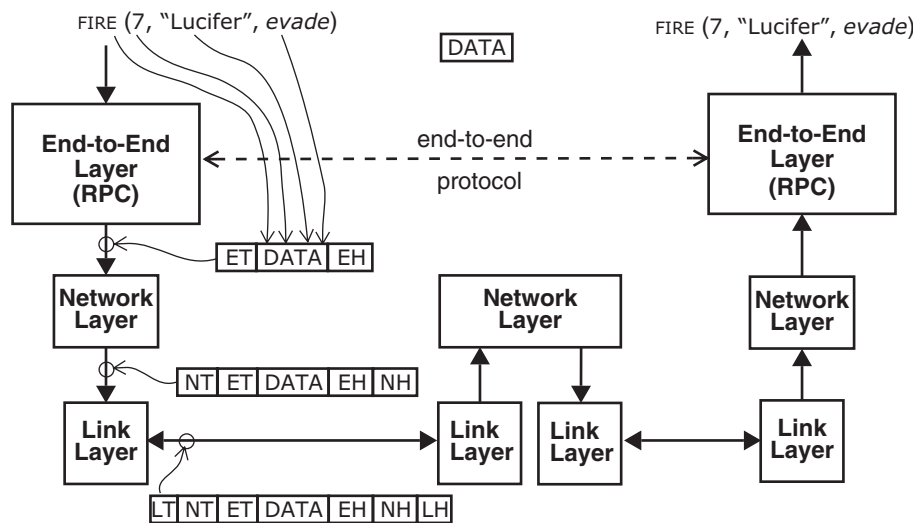 FIRE (7, “Lucifer”, evade)
FIRE (7, “Lucifer”, evade)
DATA
End-to-End
Layer
(RPC)
end-to-end
protocol
End-to-End
Layer
(RPC)
ET DATA EH
Network
Layer
Network
Layer
Network
Layer
NT ET DATA EH NH
Link
Layer
Link
Layer
Link
Layer
Link
Layer
LT NT ET DATA EH NH LH